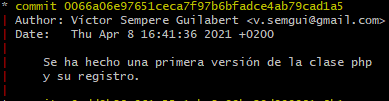 * commit 0066a06e97651ceca7f97b6bfadce4ab79cad1a5
| Author: Víctor Sempere Guilabert <v.semgui@gmail.com>
| Date:   Thu Apr 8 16:41:36 2021 +0200
|
|     Se ha hecho una primera versión de la clase php
|     y su registro.
|